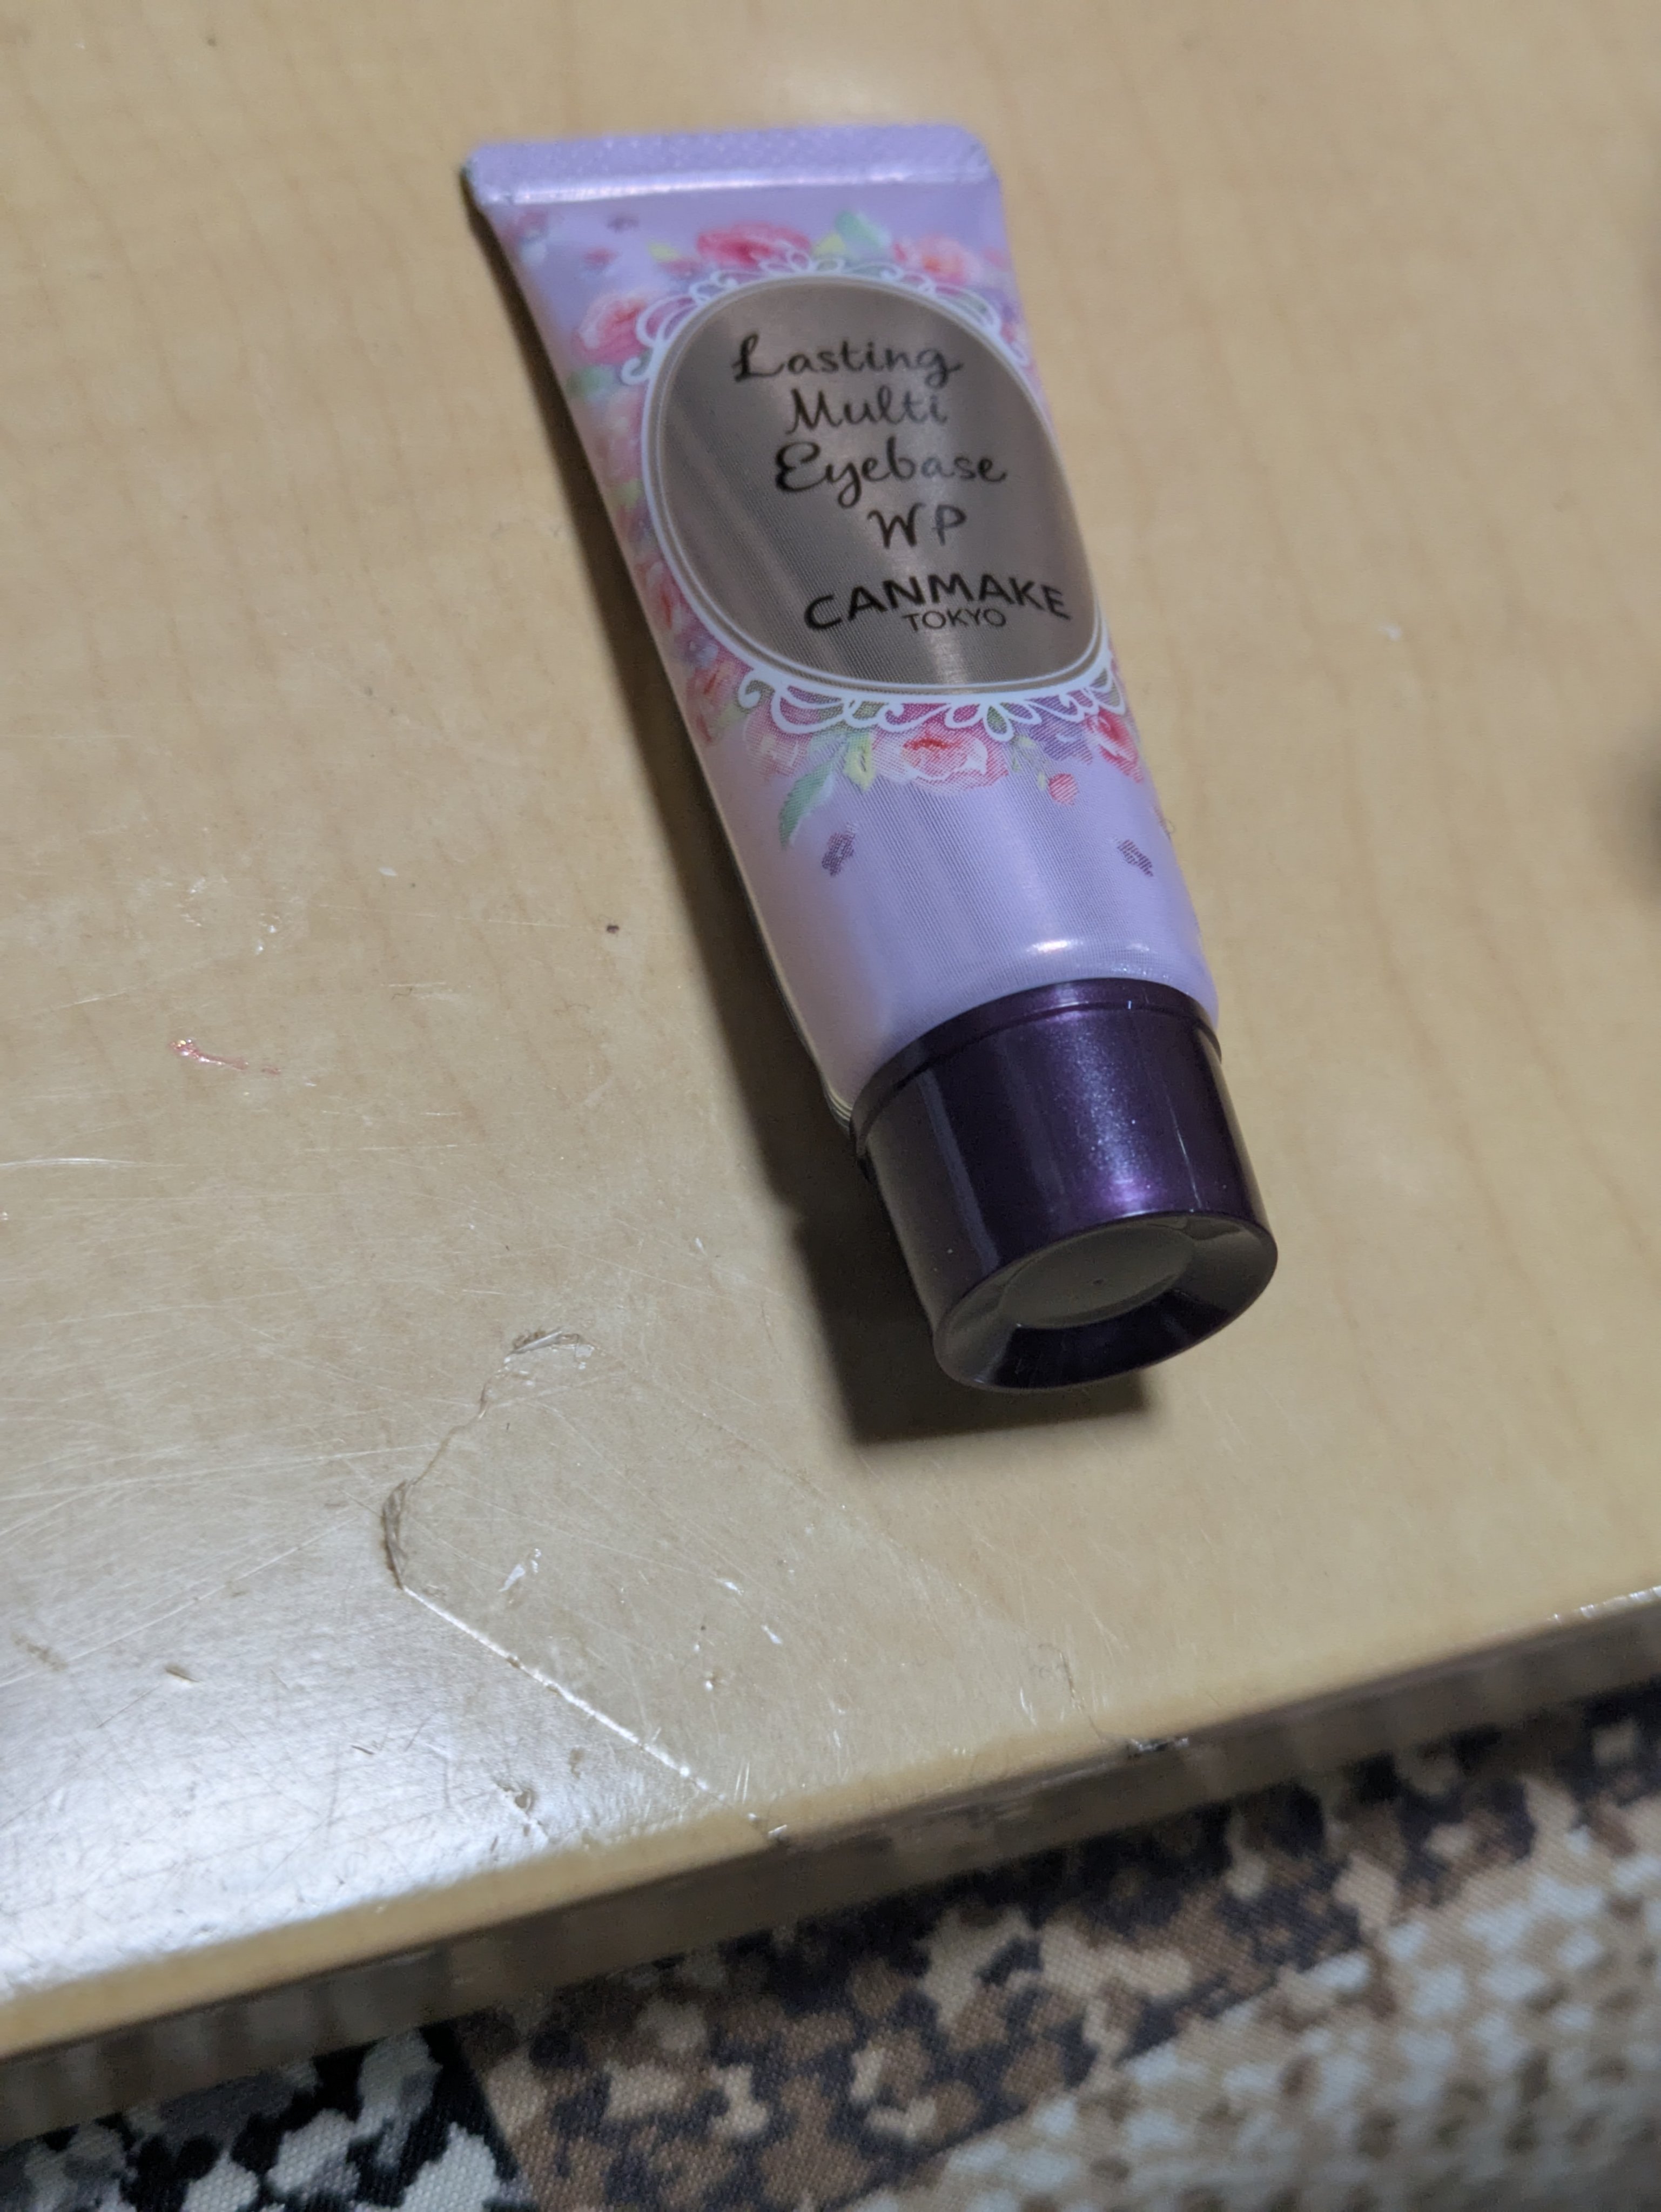 Lasting
Multi
Eyebase
WP
CANMAKE
TOKYO